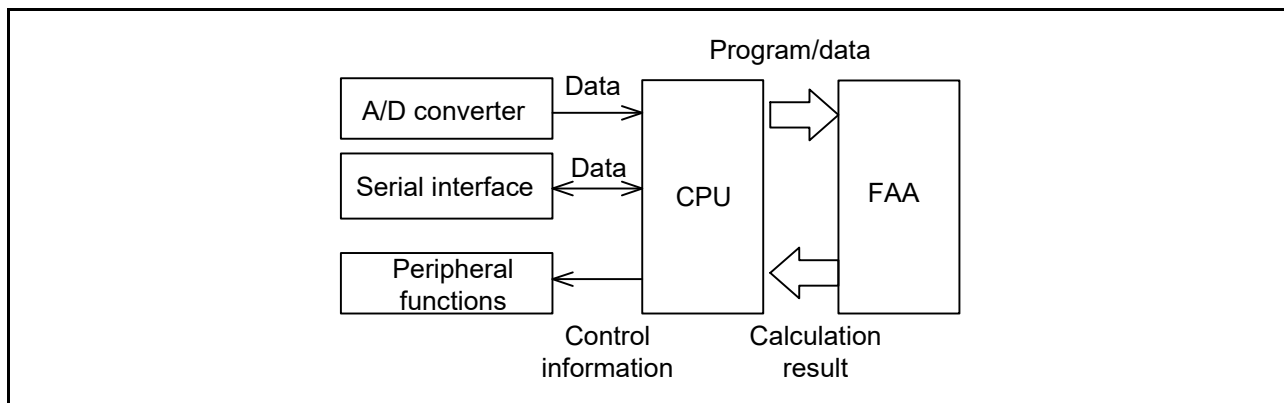 Program/data
Data
A/D converter
Data
Serial interface
CPU
FAA
Peripheral
functions
Control
information
Calculation
result